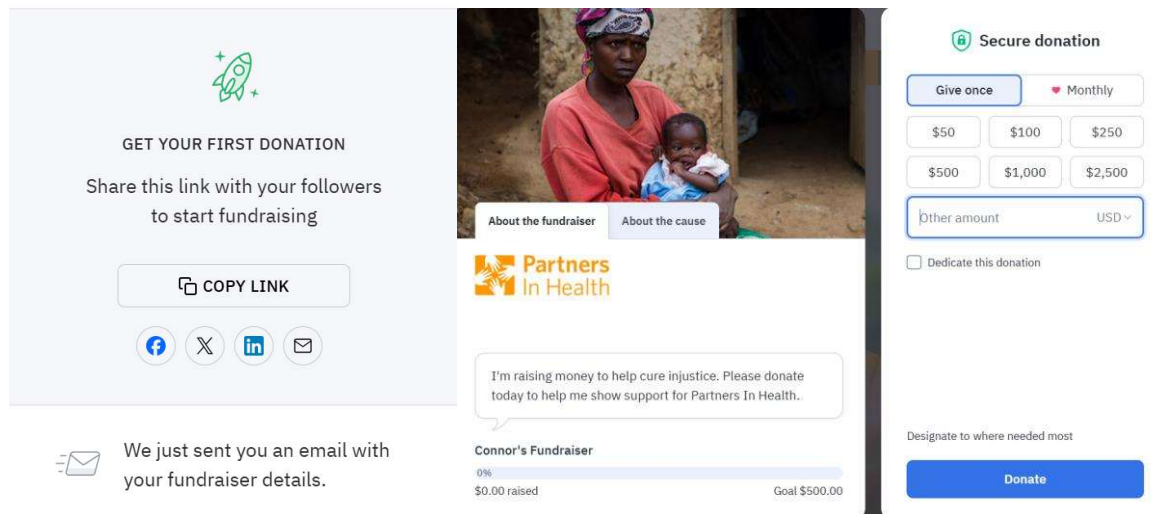 GET YOUR FIRST DONATION
Share this link with your followers
to start fundraising
COPY LINK
We just sent you an email with
your fundraiser details.
About the fundraiser
About the cause
Partners
In Health
I'm raising money to help cure injustice. Please donate
today to help me show support for Partners In Health.
Connor's Fundraiser
0%
$0.00 raised
Goal $500.00
Secure donation
Give once
Monthly
$50 $100 $250
$500 $1,000 $2,500
Other amount USD
Dedicate this donation
Designate to where needed most
Donate